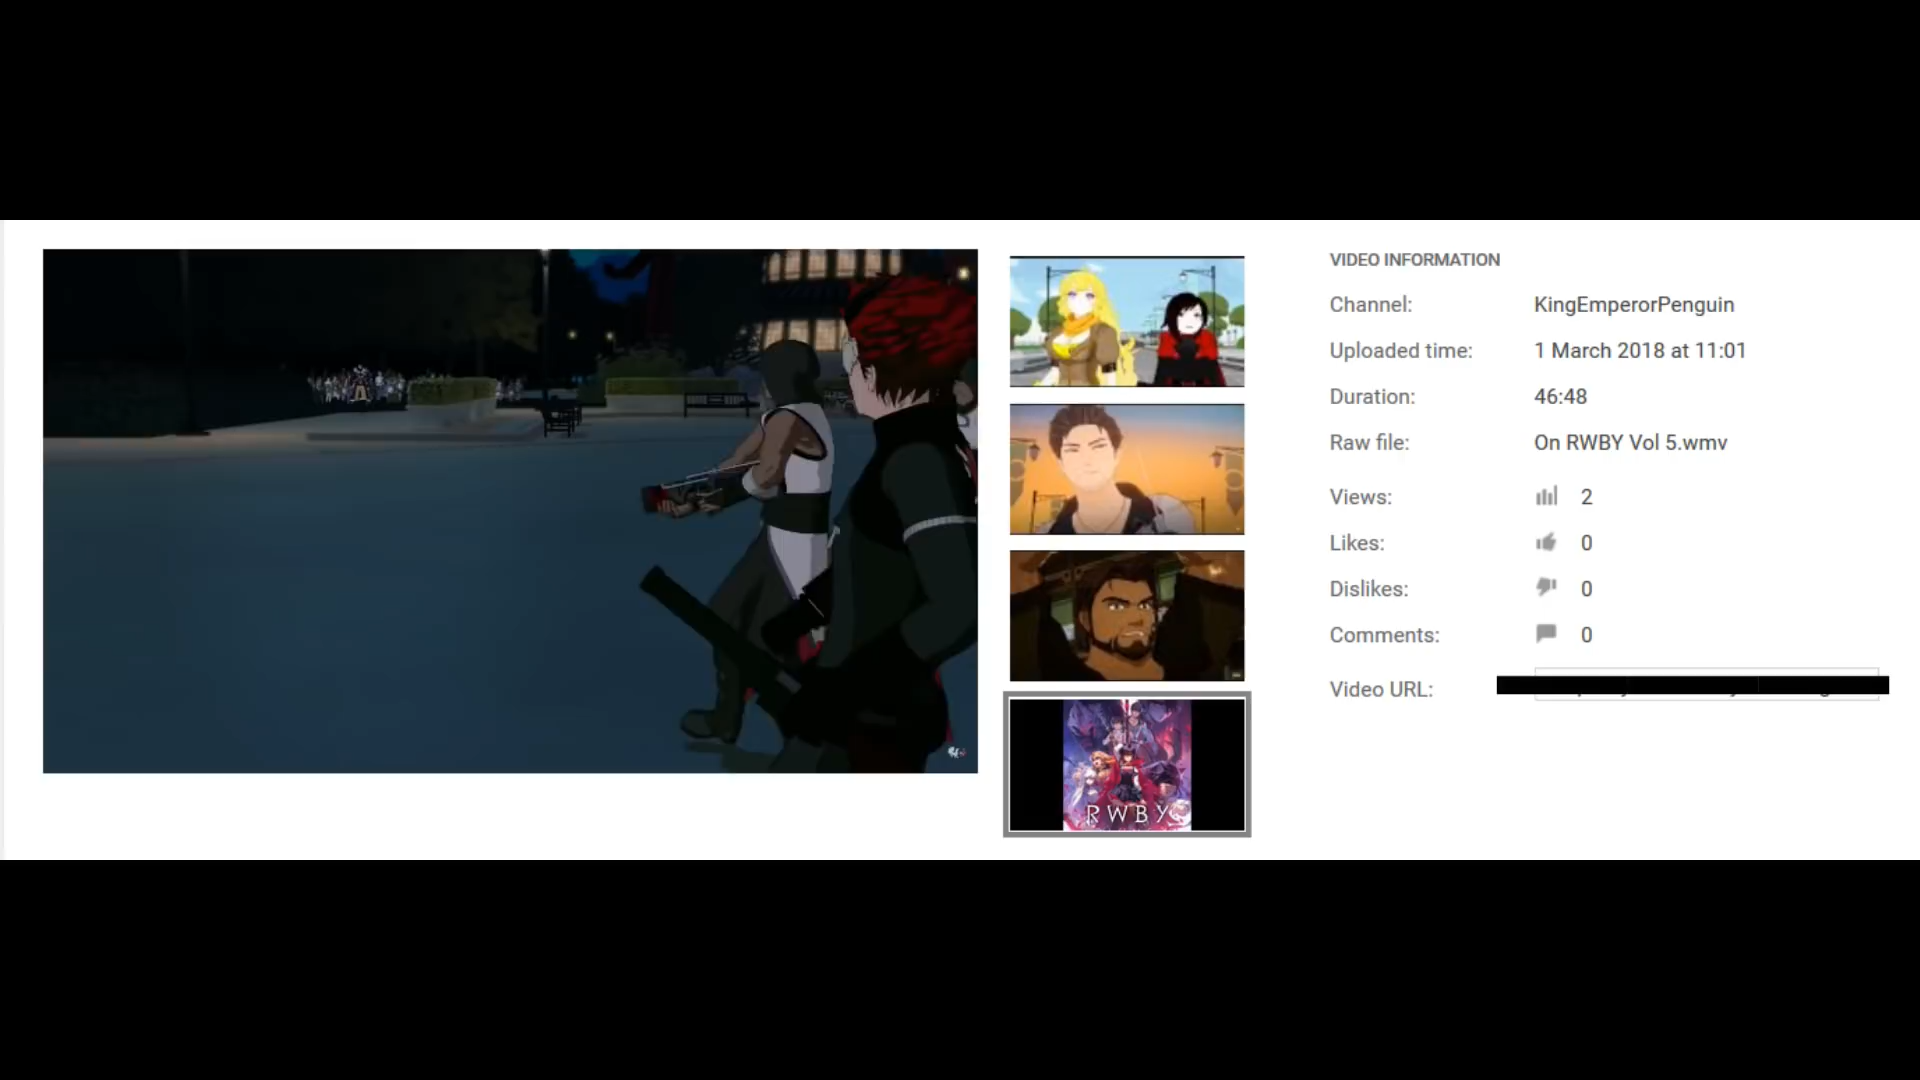 RWBY
VIDEO INFORMATION
Channel: KingEmperorPenguin
Uploaded time: 1 March 2018 at 11:01
Duration: 46:48
Raw file: On RWBY Vol 5.wmv
Views: 2
Likes: 0
Dislikes: 0
Comments: 0
Video URL: